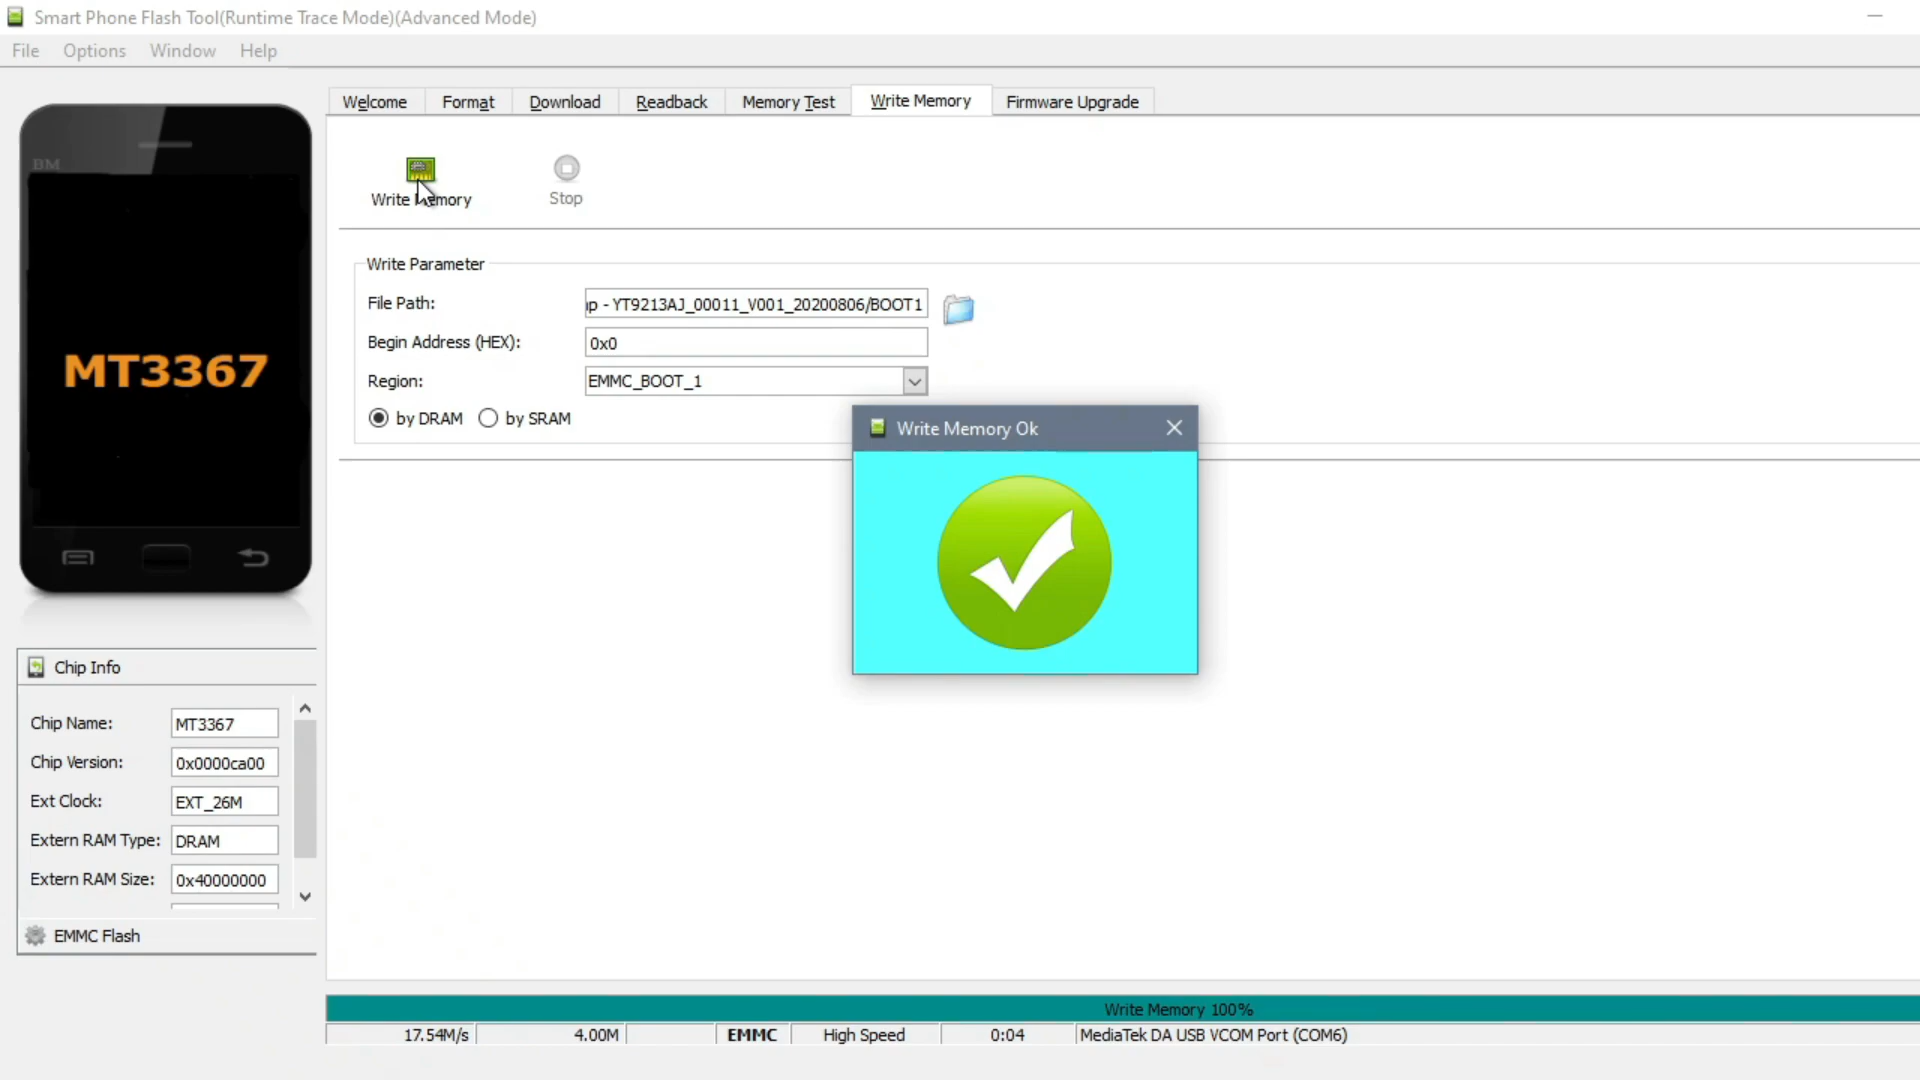 Smart Phone Flash Tool(Runtime Trace Mode)(Advanced Mode)
File Options Window Help
Welcome Format Download Readback Memory Test Write Memory Firmware Upgrade
BM
MT3367
Write Memory Stop
Write Parameter
File Path: p - YT9213AJ_00011_V001_20200806/BOOT1
Begin Address (HEX): 0x0
Region: EMMC_BOOT_1
by DRAM by SRAM
Write Memory Ok
Chip Info
Chip Name: MT3367
Chip Version: 0x0000ca00
Ext Clock: EXT_26M
Extern RAM Type: DRAM
Extern RAM Size: 0x40000000
EMMC Flash
Write Memory 100%
17.54M/s 4.00M EMMC High Speed 0:04 MediaTek DA USB VCOM Port (COM6)